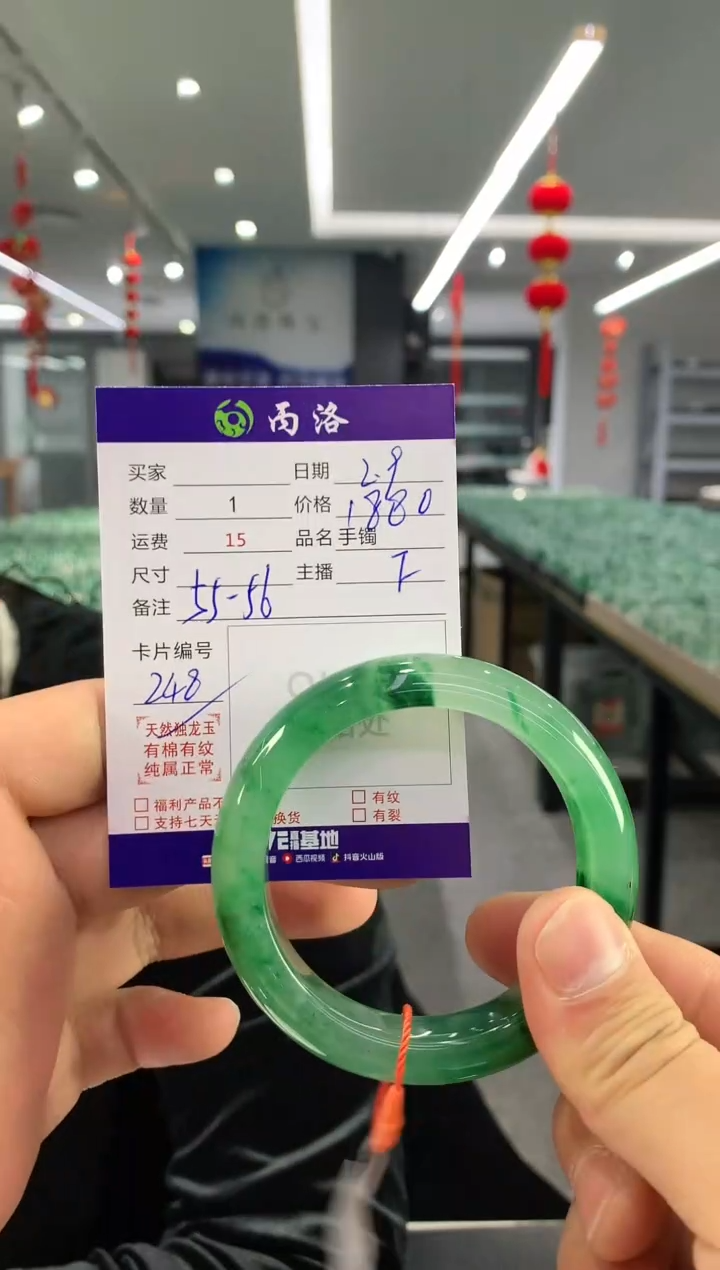 丙洛
买家 日期 2.9
数量 1 价格 1880
运费 15 品名 手镯
尺寸 55-56 主播
备注
卡片编号
248
天然独龙玉
有棉有纹
纯属正常
福利产品不 换货 有纹
支持七天 有裂
基地
西瓜视频 抖音火山版